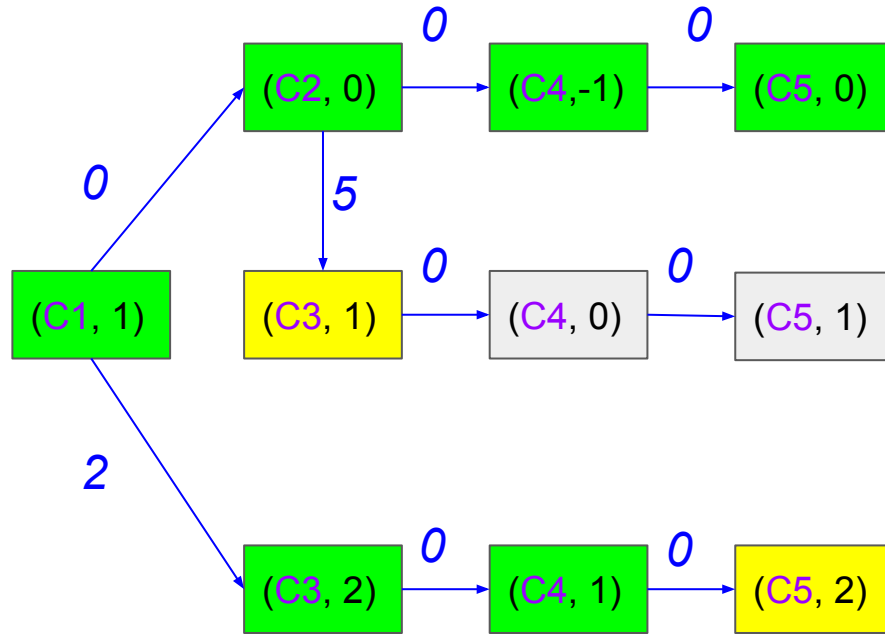 0 0
(C2, 0) (C4,-1) (C5, 0)
0 5
0 0
(C1, 1) (C3, 1) (C4, 0) (C5, 1)
2
0 0
(C3, 2) (C4, 1) (C5, 2)